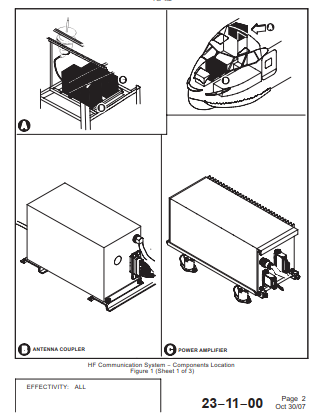 A
A
B ANTENNA COUPLER
C POWER AMPLIFIER
HF Communication System – Components Location
Figure 1 (Sheet 1 of 3)
EFFECTIVITY: ALL
23−11−00
Page 2
Oct 30/07